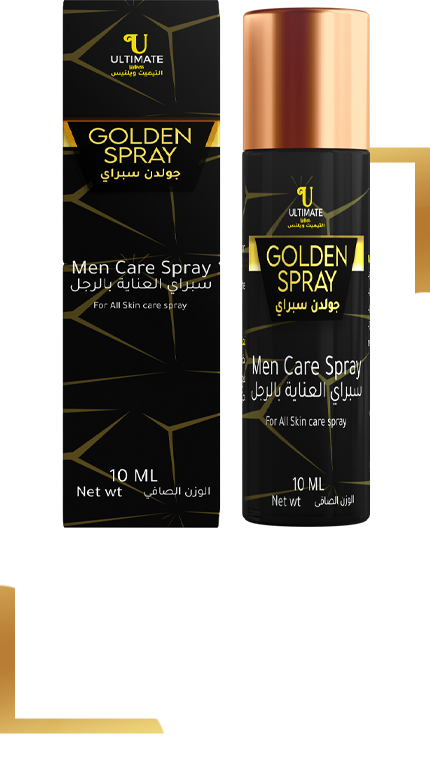 U
ULTIMATE
التيميت ويلنيس
GOLDEN
SPRAY
جولدن سبراي
Men Care Spray
سبراي العناية بالرجل
For All Skin care spray
10 ML
Net wt الوزن الصافي
U
ULTIMATE
التيميت ويلنيس
GOLDEN
SPRAY
جولدن سبراي
Men Care Spray
سبراي العناية بالرجل
For All Skin care spray
10 ML
Net wt الوزن الصافي